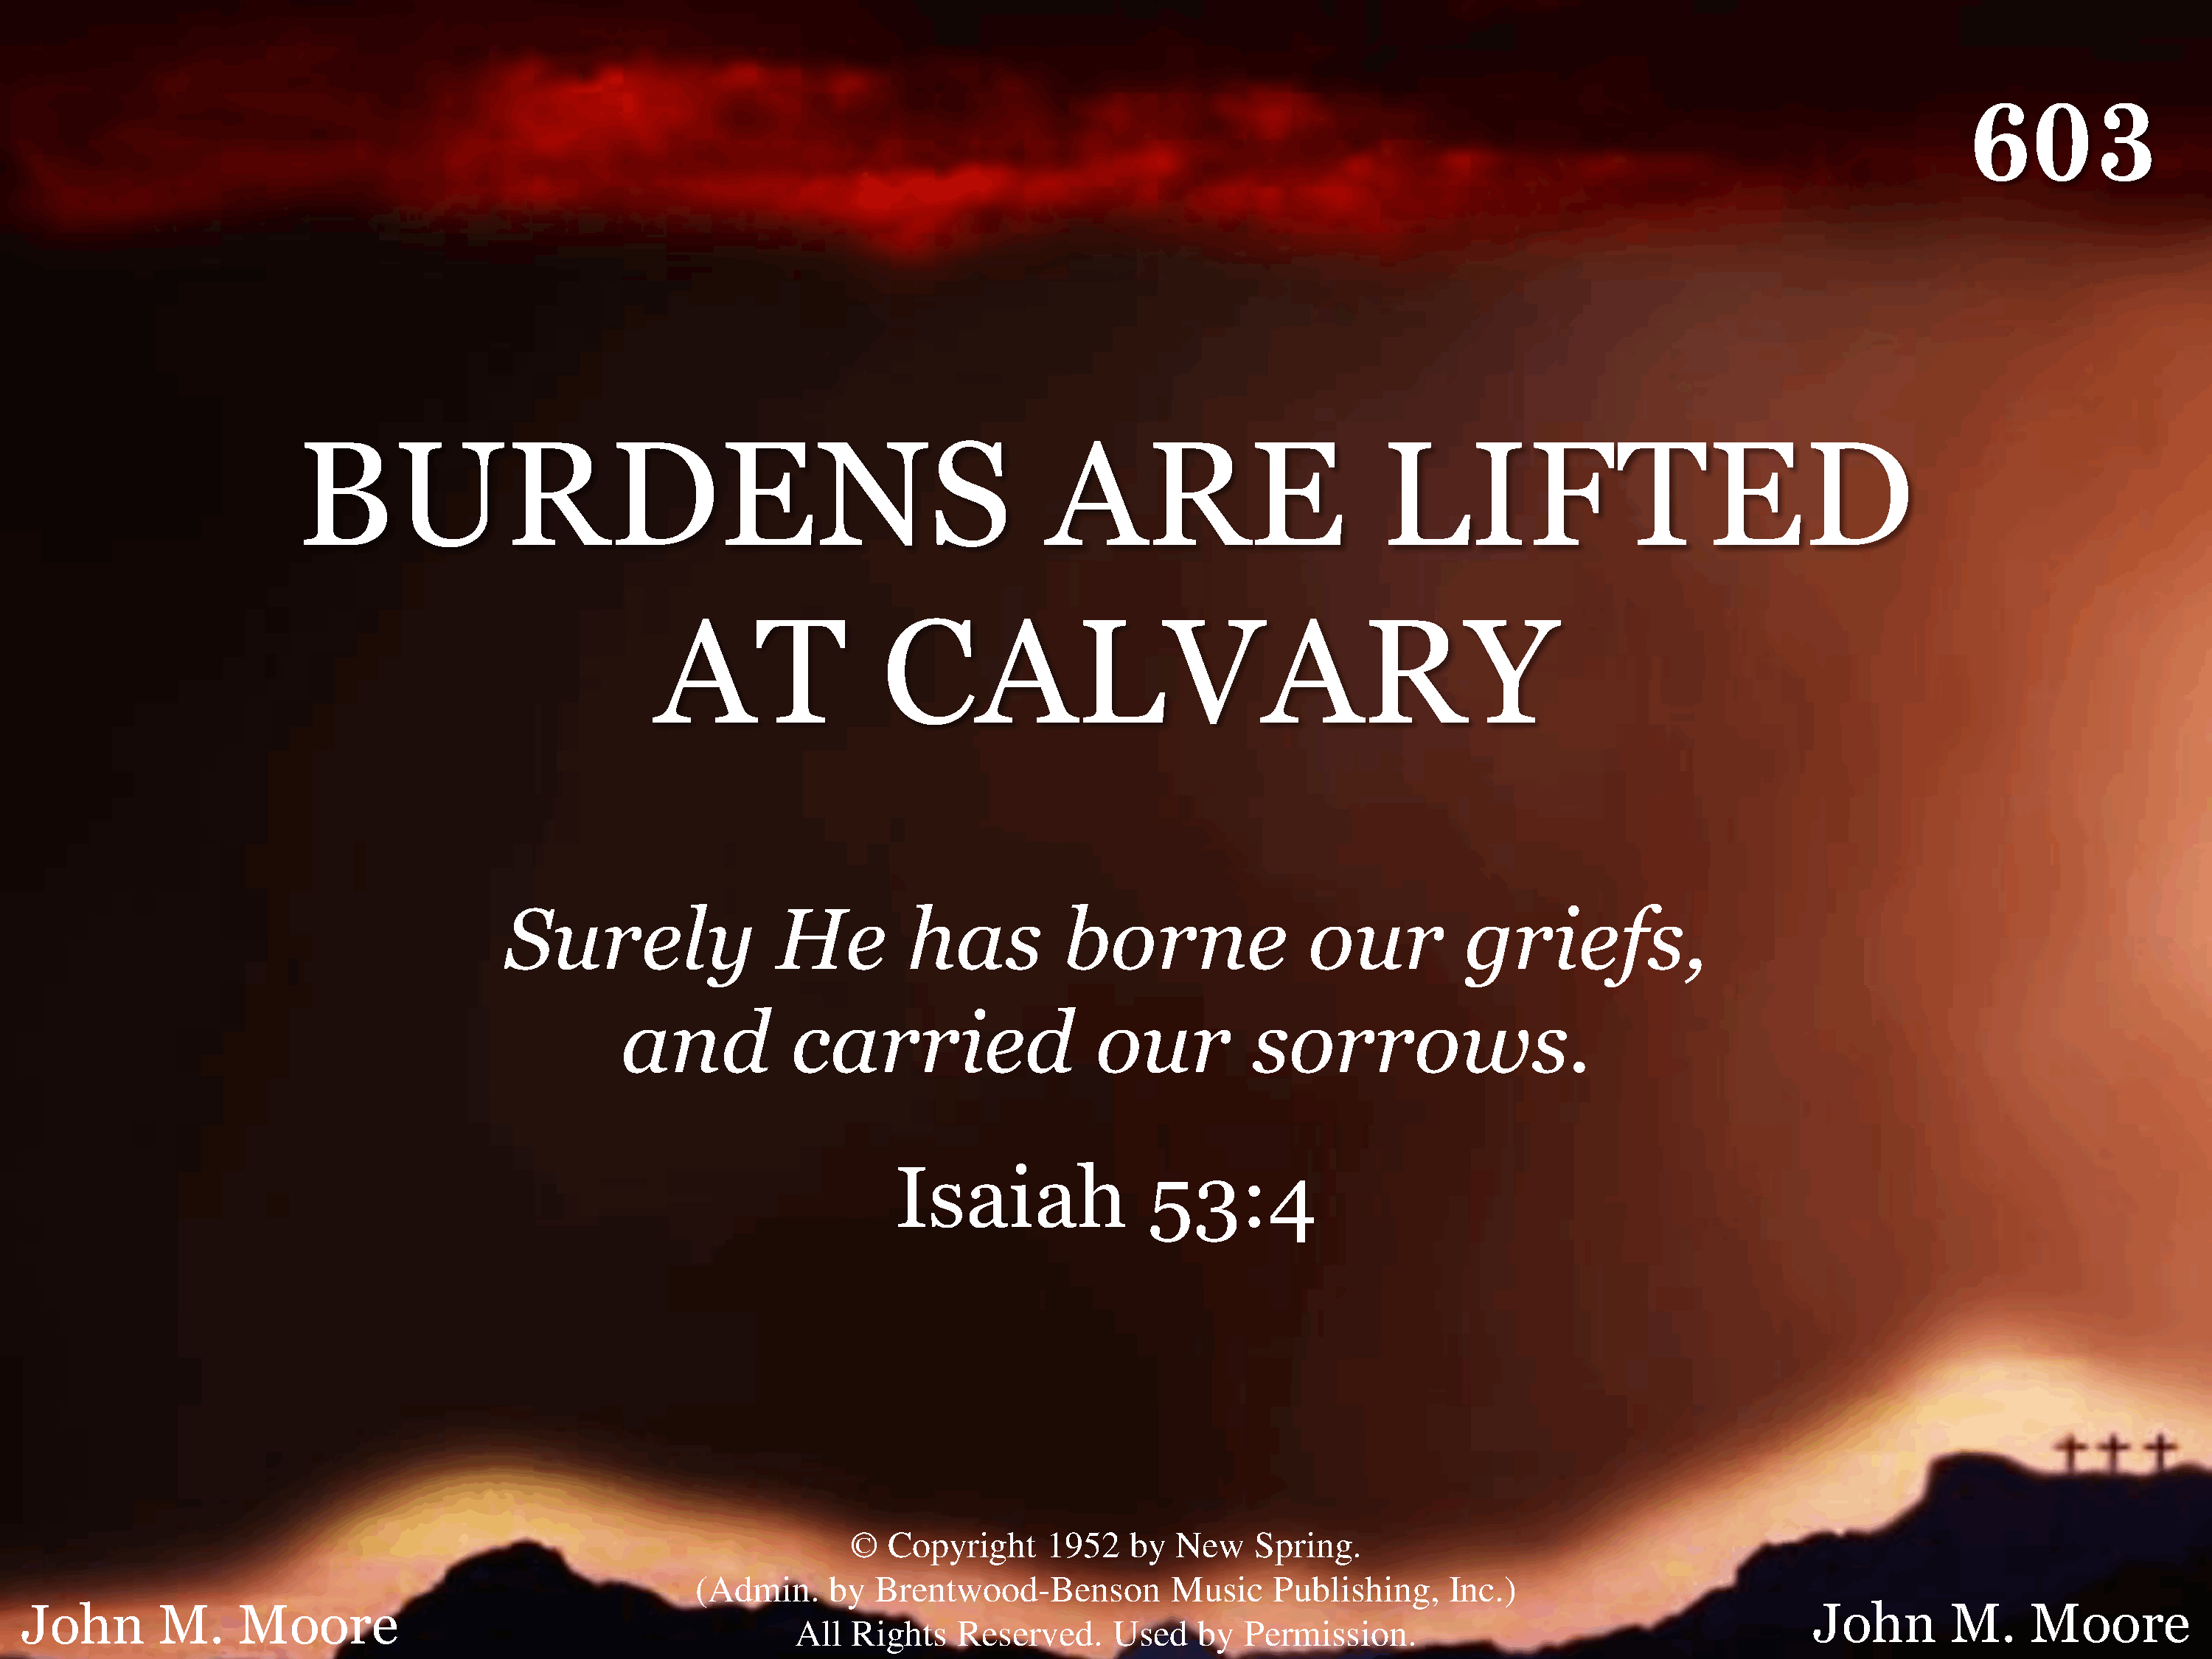 603
BURDENS ARE LIFTED
AT CALVARY
Surely He has borne our griefs,
and carried our sorrows.
Isaiah 53:4
© Copyright 1952 by New Spring.
(Admin. by Brentwood-Benson Music Publishing, Inc.)
All Rights Reserved. Used by Permission.
John M. Moore
John M. Moore